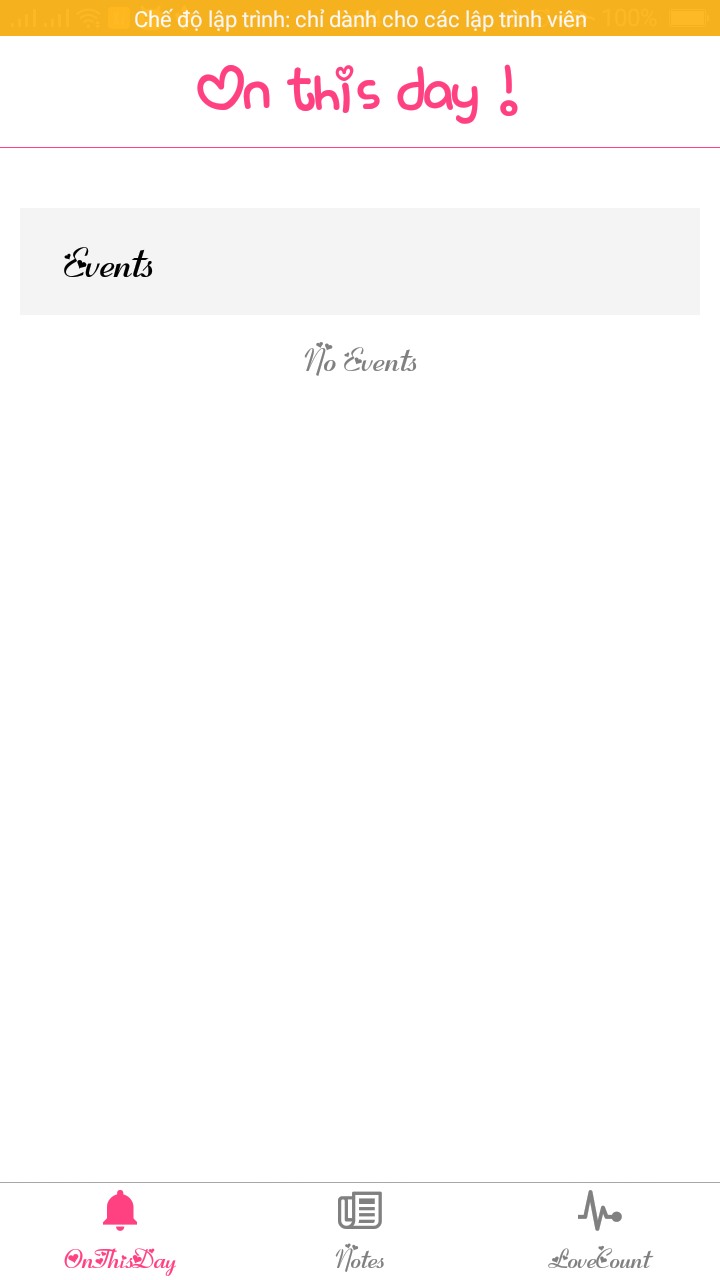 Chế độ lập trình: chỉ dành cho các lập trình viên
100%
On this day !
Events
No Events
OnThisDay
Notes
LoveCount